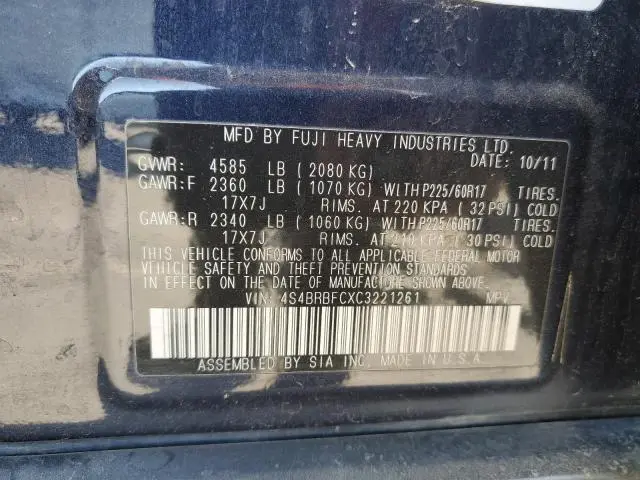 MFD BY FUJI HEAVY INDUSTRIES LTD.
DATE: 10/11
GVWR: 4585 LB ( 2080 KG)
GAWR:F 2360 LB ( 1070 KG) WITH P225/60R17 TIRES.
17X7J RIMS. AT 220 KPA ( 32 PSI) COLD
GAWR:R 2340 LB ( 1060 KG) WITH P225/60R17 TIRES.
17X7J RIMS. AT 210 KPA ( 30 PSI) COLD
THIS VEHICLE CONFORMS TO ALL APPLICABLE FEDERAL MOTOR
VEHICLE SAFETY AND THEFT PREVENTION STANDARDS
IN EFFECT ON THE DATE OF MANUFACTURE SHOWN ABOVE.
VIN: 4S4BRBFCXC3221261 MPV
ASSEMBLED BY SIA INC. MADE IN U.S.A.